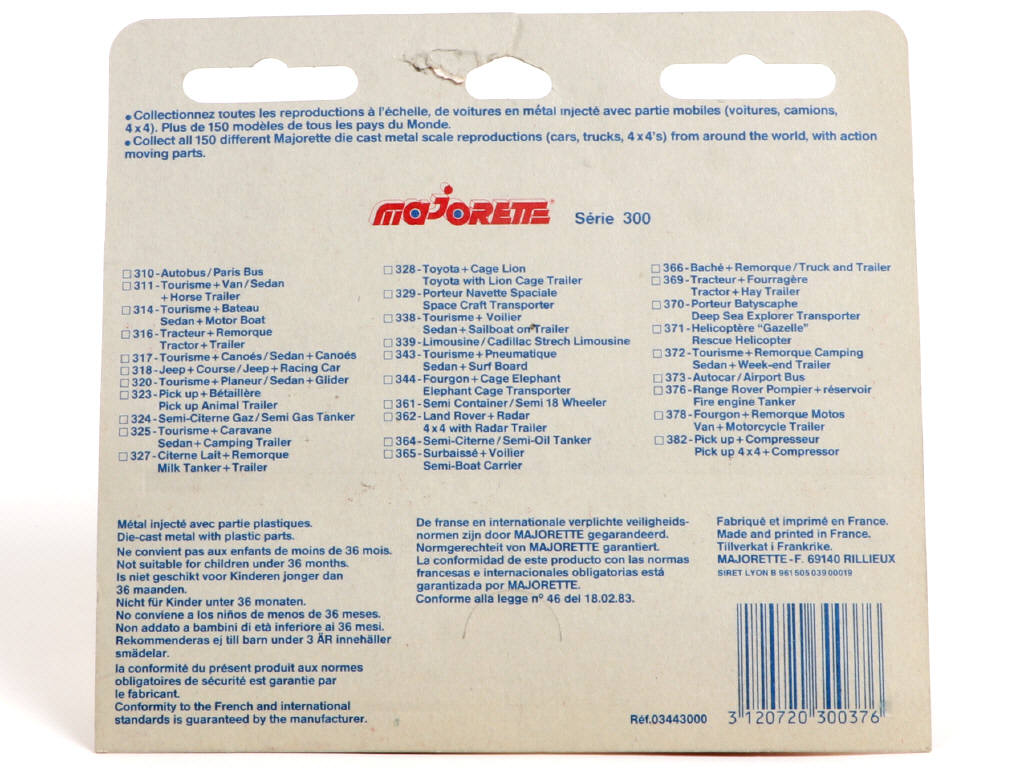 • Collectionnez toutes les reproductions à l'échelle, de voitures en métal injecté avec partie mobiles (voitures, camions,
4 x 4). Plus de 150 modèles de tous les pays du Monde.
• Collect all 150 different Majorette die cast metal scale reproductions (cars, trucks, 4 x 4's) from around the world, with action
moving parts.
MAJORETTE Série 300
310 - Autobus / Paris Bus
311 - Tourisme + Van / Sedan
+ Horse Trailer
314 - Tourisme + Bateau
Sedan + Motor Boat
316 - Tracteur + Remorque
Tractor + Trailer
317 - Tourisme + Canoés / Sedan + Canoés
318 - Jeep + Course / Jeep + Racing Car
320 - Tourisme + Planeur / Sedan + Glider
323 - Pick up + Bétaillère
Pick up Animal Trailer
324 - Semi-Citerne Gaz / Semi Gas Tanker
325 - Tourisme + Caravane
Sedan + Camping Trailer
327 - Citerne Lait + Remorque
Milk Tanker + Trailer
328 - Toyota + Cage Lion
Toyota with Lion Cage Trailer
329 - Porteur Navette Spaciale
Space Craft Transporter
338 - Tourisme + Voilier
Sedan + Sailboat on Trailer
339 - Limousine / Cadillac Strech Limousine
343 - Tourisme + Pneumatique
Sedan + Surf Board
344 - Fourgon + Cage Elephant
Elephant Cage Transporter
361 - Semi Container / Semi 18 Wheeler
362 - Land Rover + Radar
4 x 4 with Radar Trailer
364 - Semi-Citerne / Semi-Oil Tanker
365 - Surbaissé + Voilier
Semi-Boat Carrier
366 - Baché + Remorque / Truck and Trailer
369 - Tracteur + Fourragère
Tractor + Hay Trailer
370 - Porteur Batyscaphe
Deep Sea Explorer Transporter
371 - Helicoptère "Gazelle"
Rescue Helicopter
372 - Tourisme + Remorque Camping
Sedan + Week-end Trailer
373 - Autocar / Airport Bus
376 - Range Rover Pompier + réservoir
Fire engine Tanker
378 - Fourgon + Remorque Motos
Van + Motorcycle Trailer
382 - Pick up + Compresseur
Pick up 4 x 4 + Compressor
Métal injecté avec partie plastiques.
Die-cast metal with plastic parts.
Ne convient pas aux enfants de moins de 36 mois.
Not suitable for children under 36 months.
Is niet geschikt voor Kinderen jonger dan
36 maanden.
Nicht für Kinder unter 36 monaten.
No conviene a los niños de menos de 36 meses.
Non addato a bambini di età inferiore ai 36 mesi.
Rekommenderas ej till barn under 3 ÄR innehäller
smädelar.
la conformité du présent produit aux normes
obligatoires de sécurité est garantie par
le fabricant.
Conformity to the French and international
standards is guaranteed by the manufacturer.
De franse en internationale verplichte veiligheids-
normen zijn door MAJORETTE gegarandeerd.
Normgerechteit von MAJORETTE garantiert.
La conformidad de este producto con las normas
francesas e internacionales obligatorias está
garantizada por MAJORETTE.
Conforme alla legge n° 46 del 18.02.83.
Fabriqué et imprimé en France.
Made and printed in France.
Tillverkat i Frankrike.
MAJORETTE - F. 69140 RILLIEUX
SIRET LYON B 961 505 039 00019
Réf.03443000
3 120720 300376